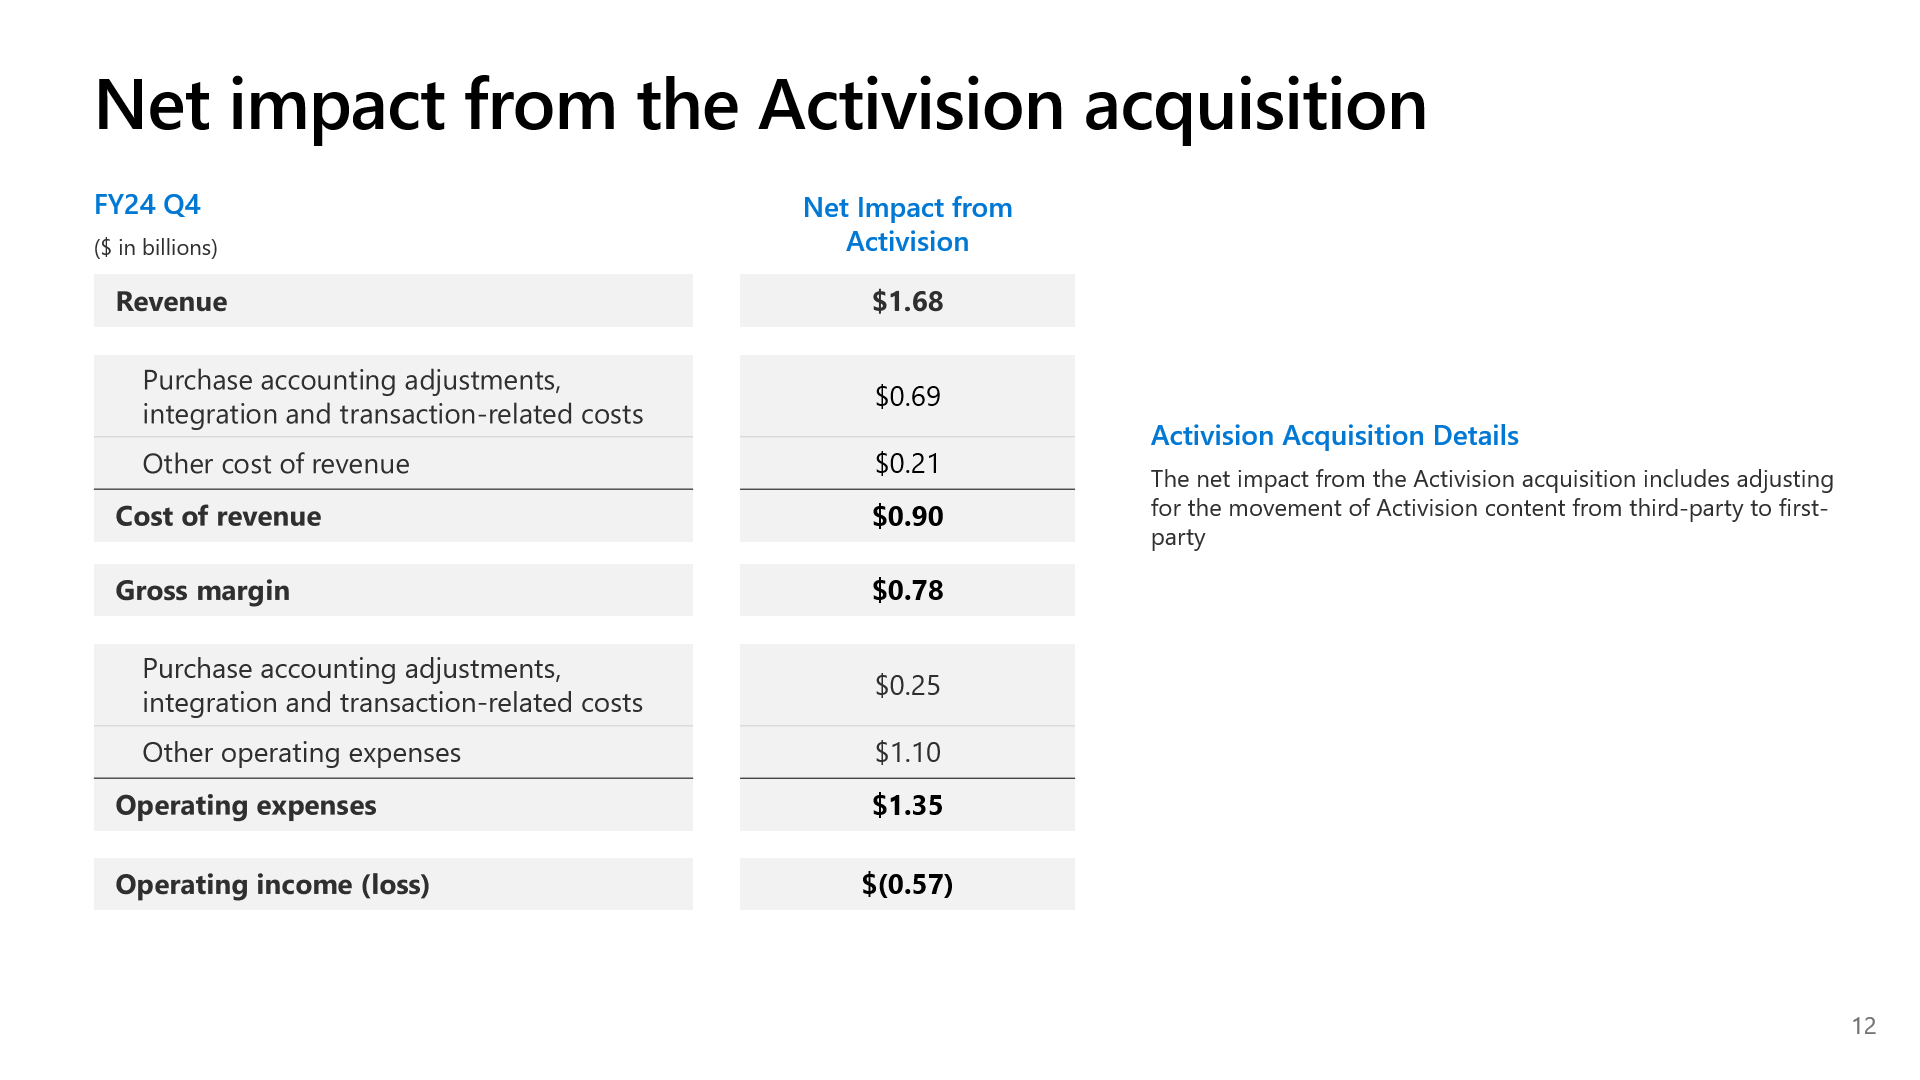 Net impact from the Activision acquisition
FY24 Q4
($ in billions)
Net Impact from
Activision
Revenue
$1.68
Purchase accounting adjustments,
integration and transaction-related costs
$0.69
Other cost of revenue
$0.21
Cost of revenue
$0.90
Gross margin
$0.78
Purchase accounting adjustments,
integration and transaction-related costs
$0.25
Other operating expenses
$1.10
Operating expenses
$1.35
Operating income (loss)
$(0.57)
Activision Acquisition Details
The net impact from the Activision acquisition includes adjusting
for the movement of Activision content from third-party to first-
party
12